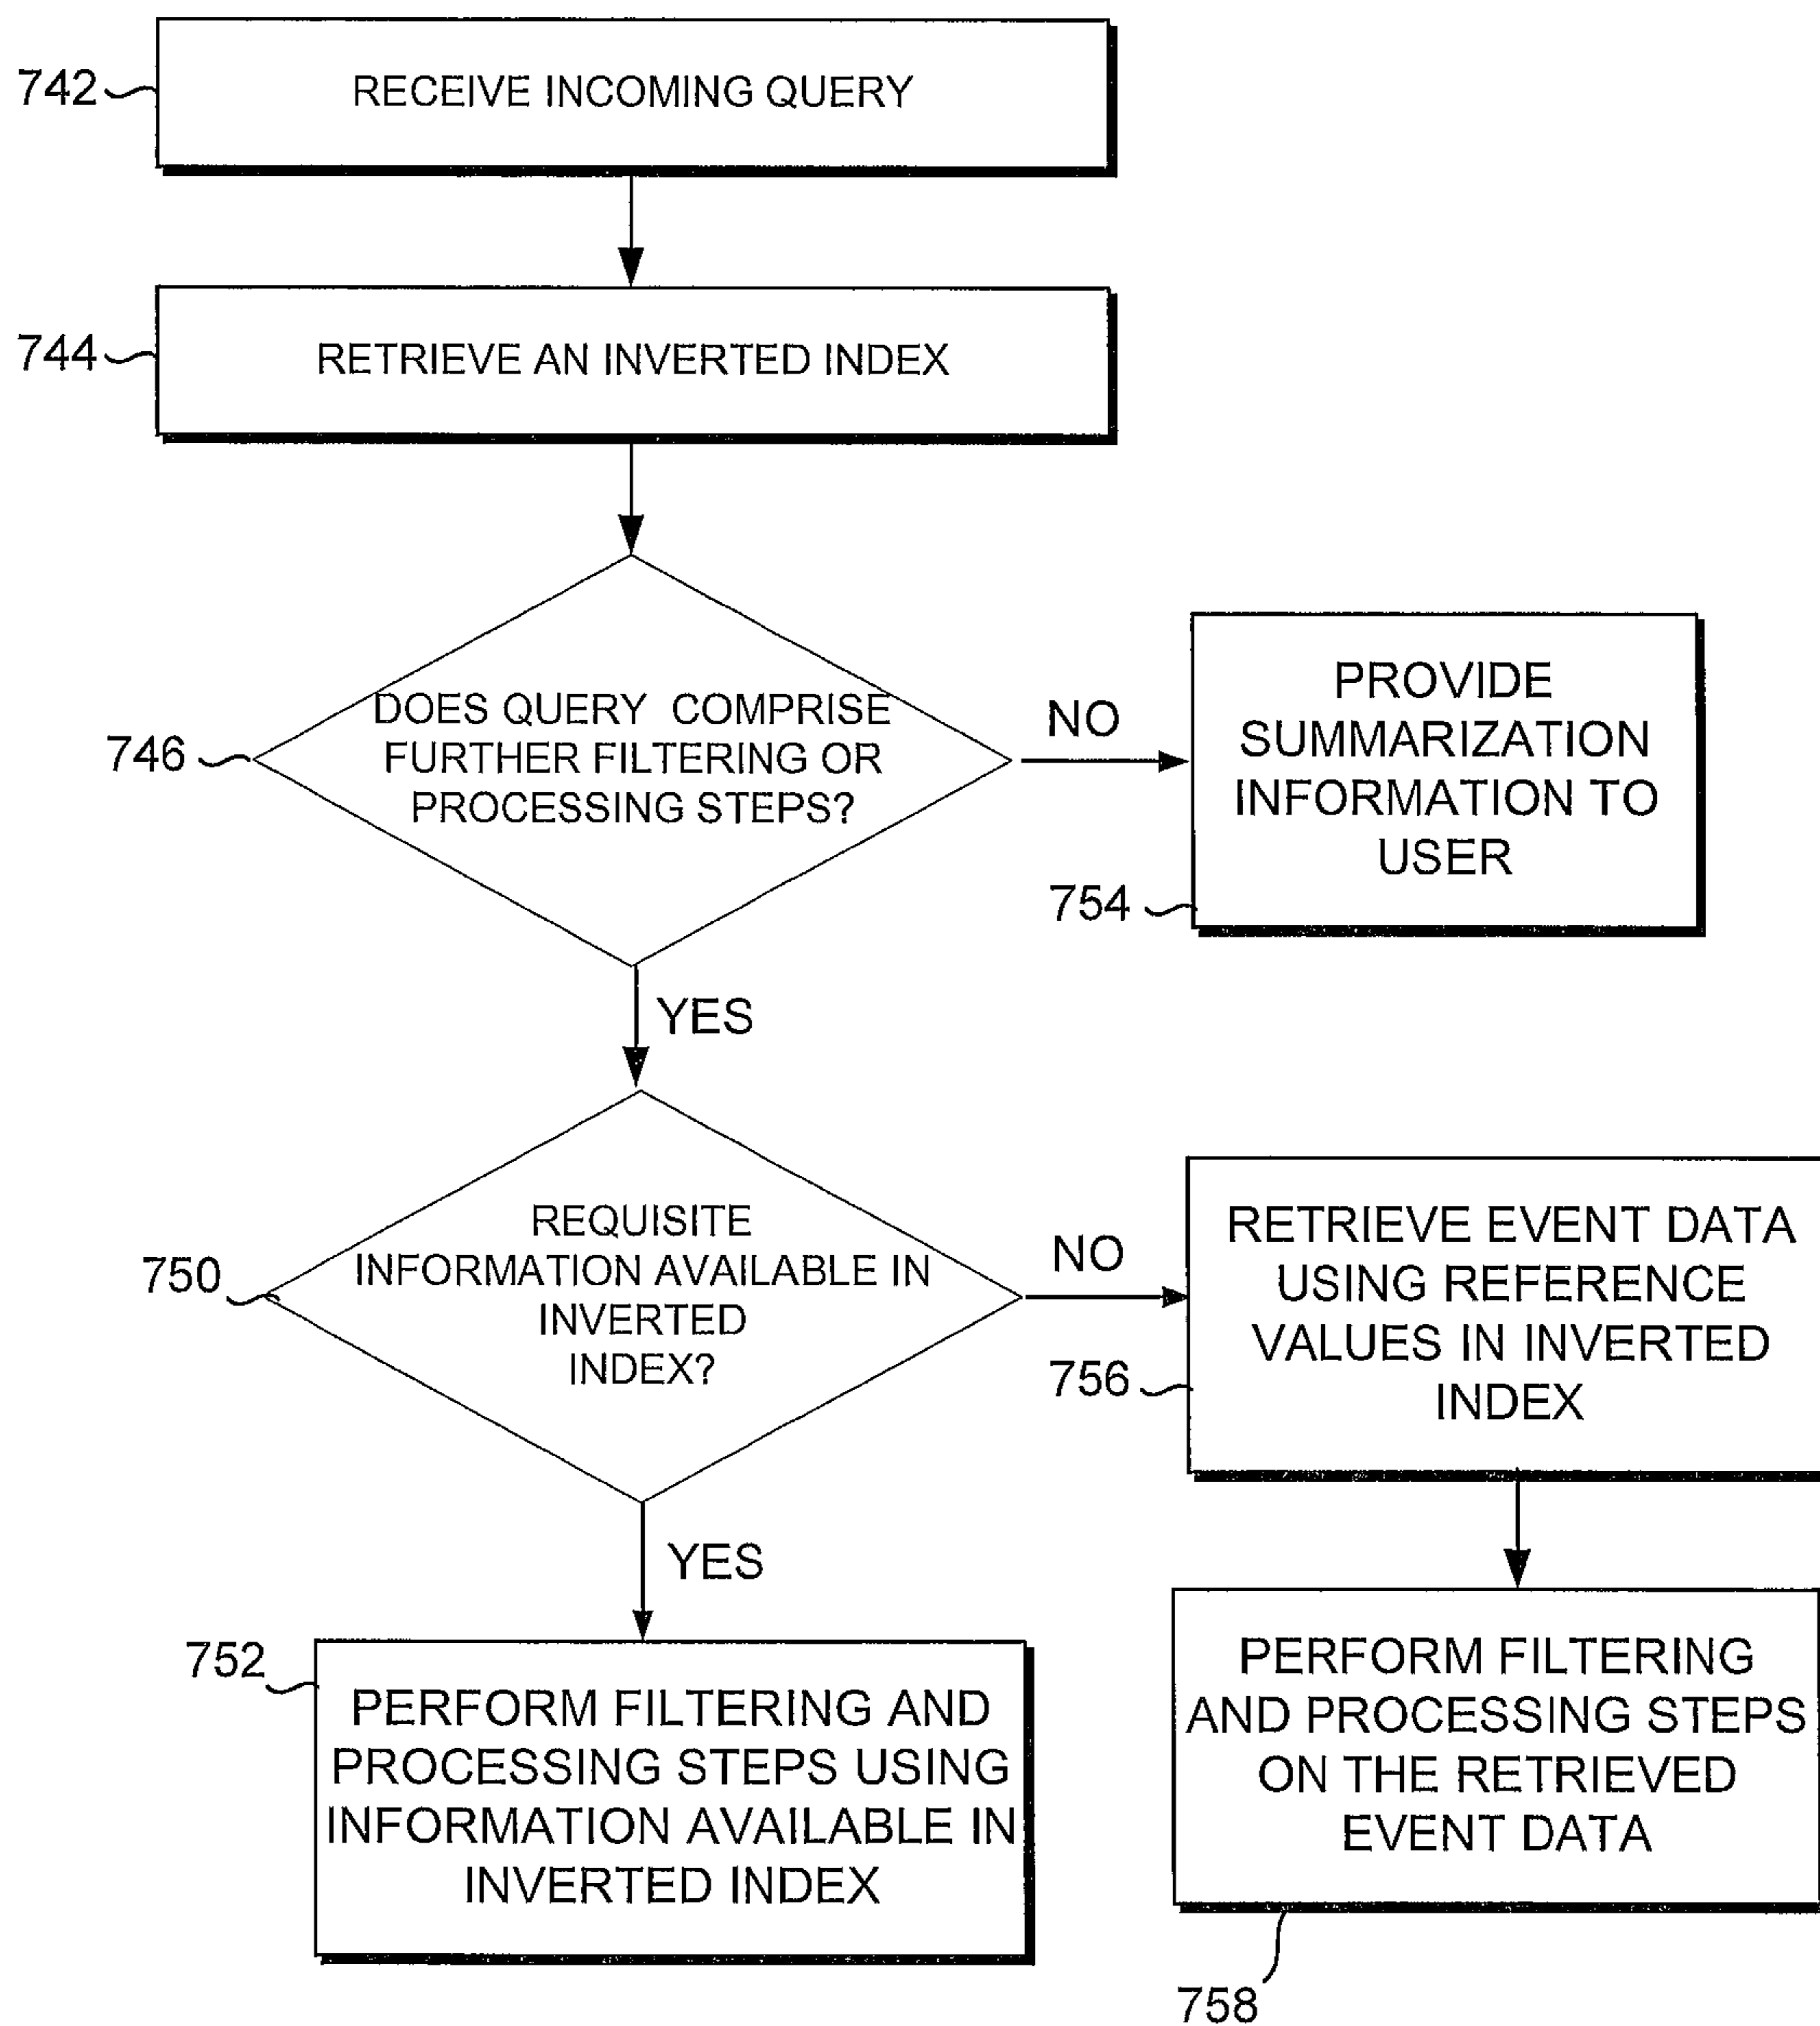 742
RECEIVE INCOMING QUERY
744
RETRIEVE AN INVERTED INDEX
746
DOES QUERY COMPRISE
FURTHER FILTERING OR
PROCESSING STEPS?
NO
PROVIDE
SUMMARIZATION
INFORMATION TO
USER
754
YES
750
REQUISITE
INFORMATION AVAILABLE IN
INVERTED
INDEX?
NO
RETRIEVE EVENT DATA
USING REFERENCE
VALUES IN INVERTED
INDEX
756
YES
752
PERFORM FILTERING AND
PROCESSING STEPS USING
INFORMATION AVAILABLE IN
INVERTED INDEX
PERFORM FILTERING
AND PROCESSING STEPS
ON THE RETRIEVED
EVENT DATA
758